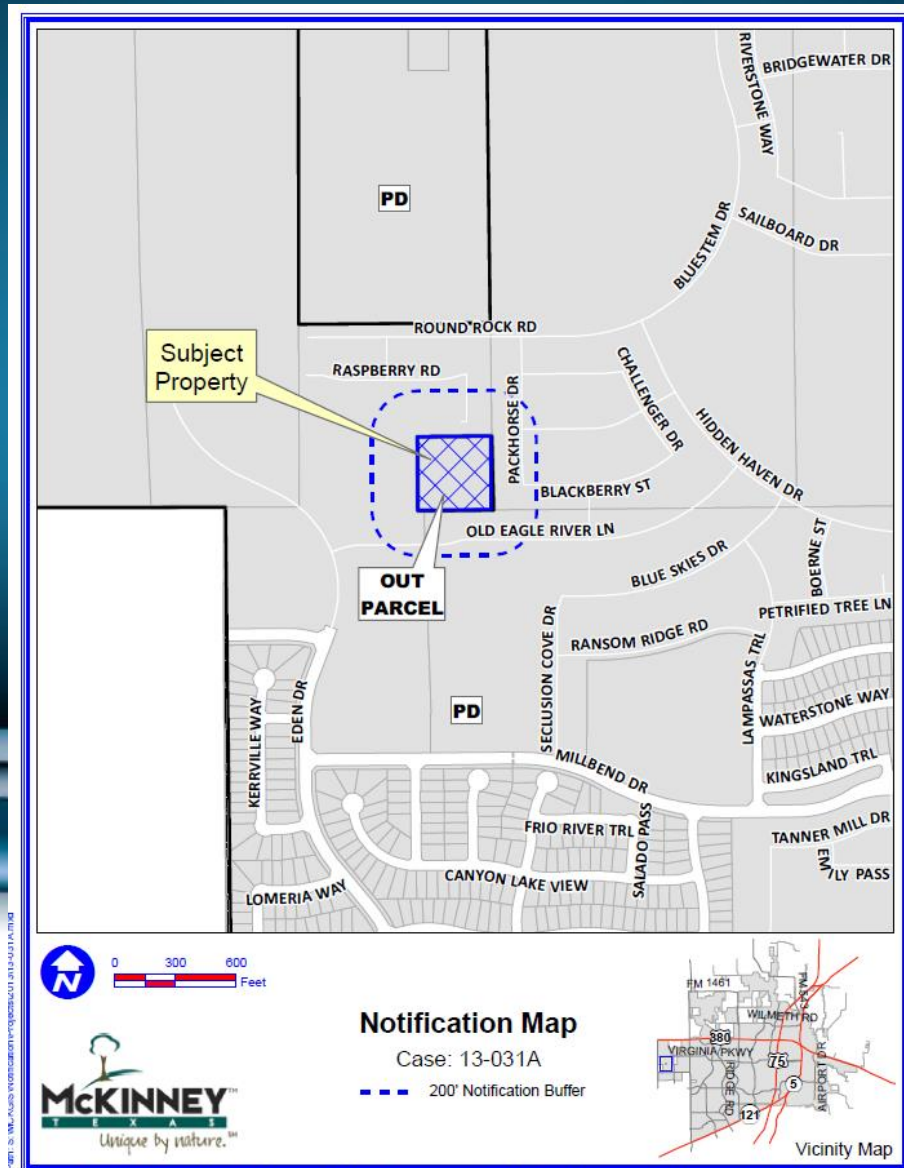 RIVERSTONE WAY
BRIDGEWATER DR
PD
BLUESTEM DR
SAILBOARD DR
ROUND ROCK RD
Subject
Property
RASPBERRY RD
PACKHORSE DR
CHALLENGER DR
HIDDEN HAVEN DR
BLACKBERRY ST
OLD EAGLE RIVER LN
OUT
PARCEL
BLUE SKIES DR
BOERNE ST
PETRIFIED TREE LN
SECLUSION COVE DR
RANSOM RIDGE RD
LAMPASSAS TRL
KERRVILLE WAY
EDEN DR
PD
WATERSTONE WAY
MILLBEND DR
KINGSLAND TRL
FRIO RIVER TRL
SALADO PASS
TANNER MILL DR
EMILY PASS
CANYON LAKE VIEW
LOMERIA WAY
N
0 300 600
Feet
Notification Map
Case: 13-031A
200' Notification Buffer
McKINNEY™
TEXAS
Unique by nature.℠
FM 1461
FM 543
WILMETH RD
380
VIRGINIA PKWY
75
RIDGE RD
AIRPORT DR
5
121
Vicinity Map